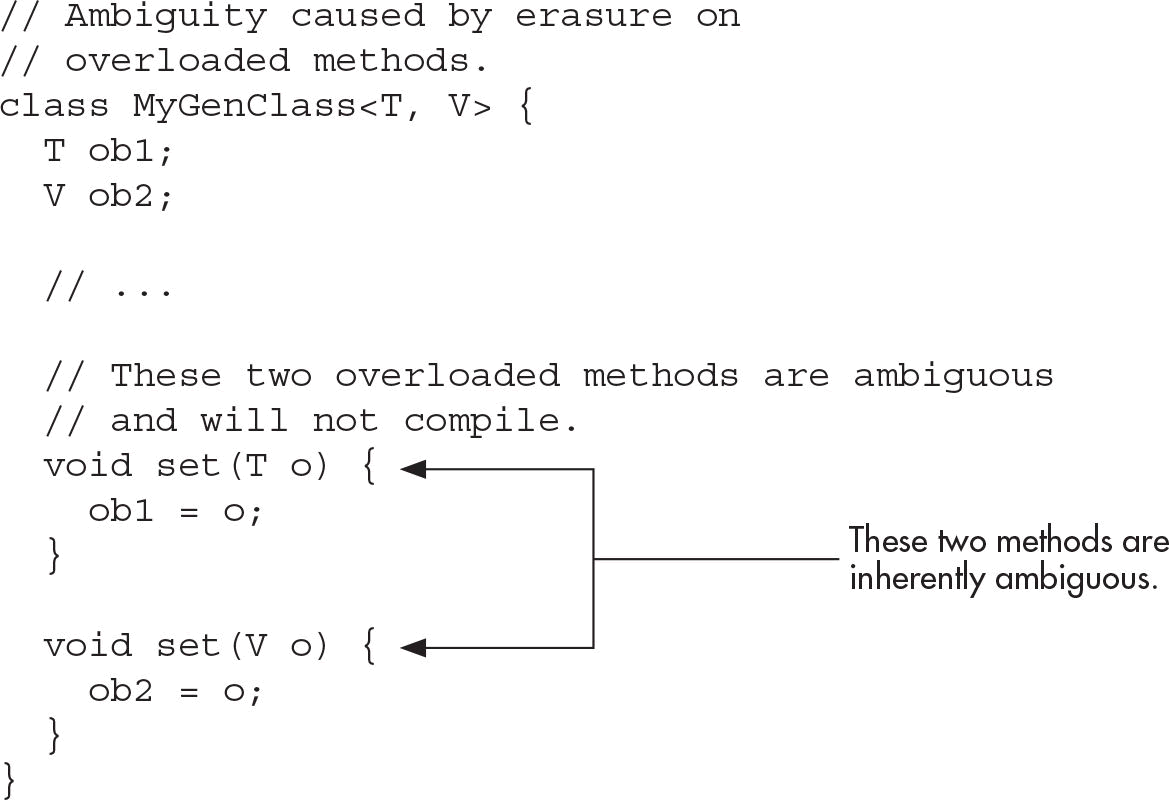 // Ambiguity caused by erasure on
// overloaded methods.
class MyGenClass<T, V> {
  T ob1;
  V ob2;

  // ...

  // These two overloaded methods are ambiguous
  // and will not compile.
  void set(T o) {
    ob1 = o;
  }

  void set(V o) {
    ob2 = o;
  }
}
These two methods are
inherently ambiguous.